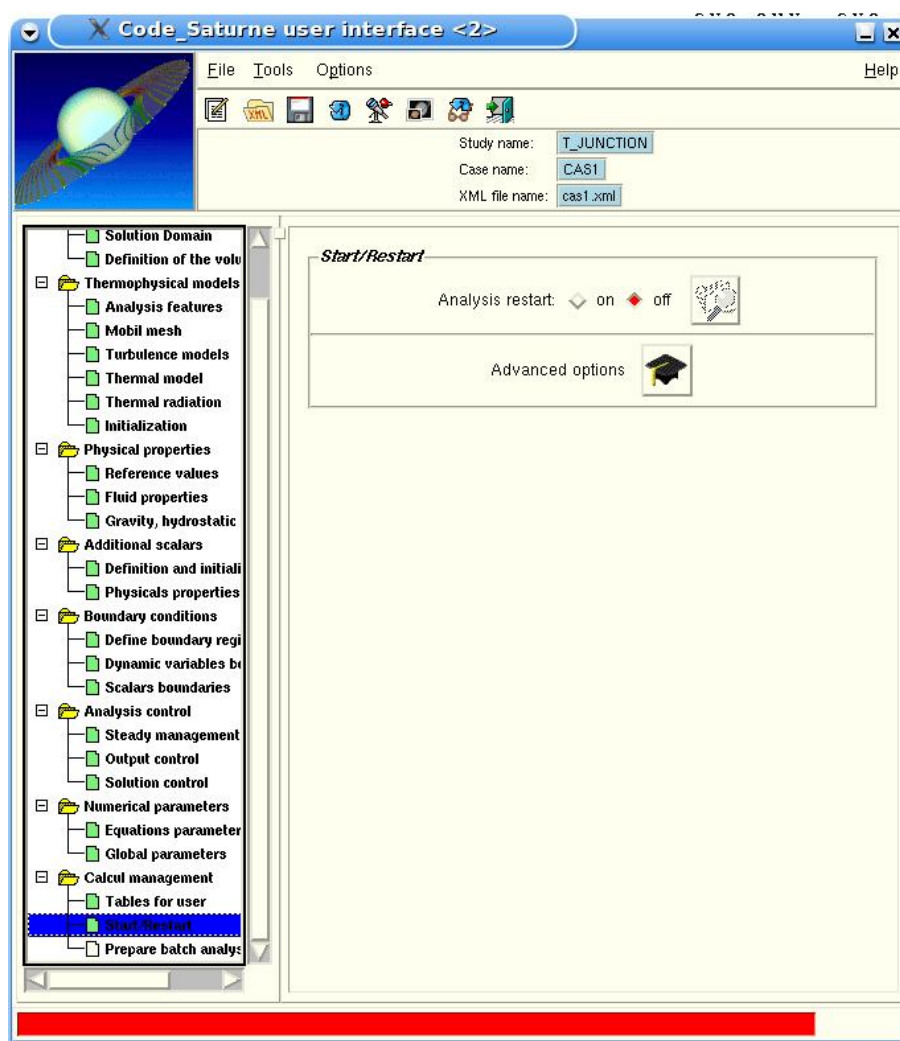 Code_Saturne user interface <2>
File Tools Options Help
XML
Study name: T_JUNCTION
Case name: CAS1
XML file name: cas1.xml
Solution Domain
Definition of the volu
Thermophysical models
Analysis features
Mobil mesh
Turbulence models
Thermal model
Thermal radiation
Initialization
Physical properties
Reference values
Fluid properties
Gravity, hydrostatic
Additional scalars
Definition and initiali
Physicals properties
Boundary conditions
Define boundary regi
Dynamic variables bo
Scalars boundaries
Analysis control
Steady management
Output control
Solution control
Numerical parameters
Equations parameter
Global parameters
Calcul management
Tables for user
Start/Restart
Prepare batch analys
Start/Restart
Analysis restart: on off
Advanced options